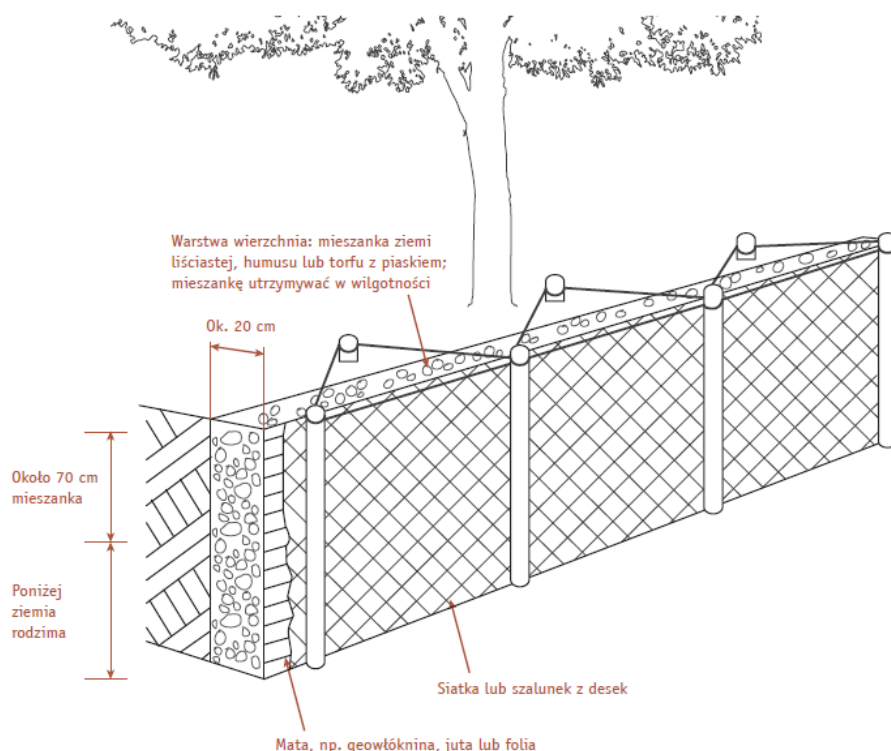 Warstwa wierzchnia: mieszanka ziemi
liściastej, humusu lub torfu z piaskiem;
mieszankę utrzymywać w wilgotności
Ok. 20 cm
Około 70 cm
mieszanka
Poniżej
ziemia
rodzima
Siatka lub szalunek z desek
Mata, np. geowłóknina, juta lub folia